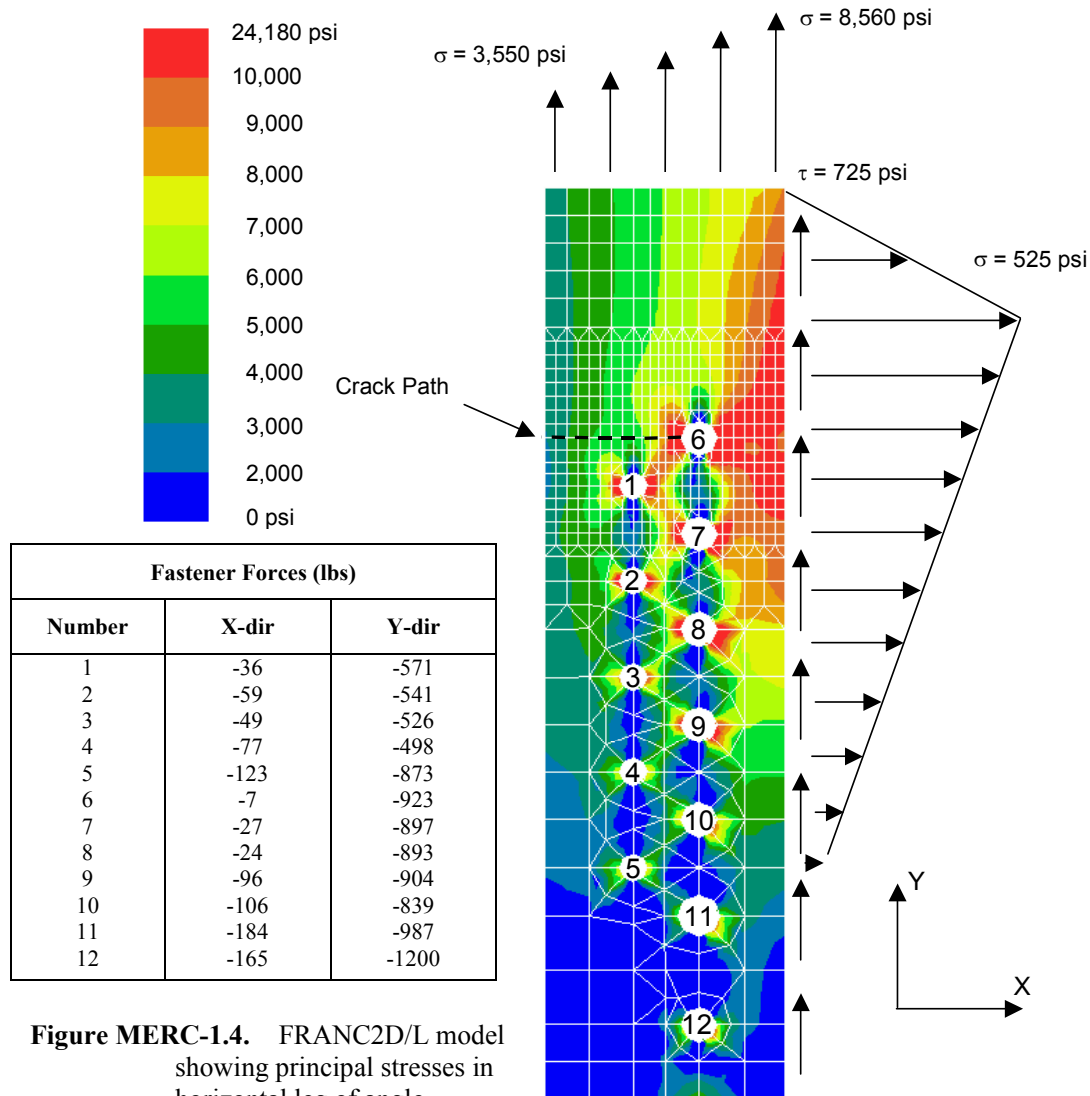 24,180 psi
10,000
9,000
8,000
7,000
6,000
5,000
4,000
3,000
2,000
0 psi
σ = 3,550 psi
σ = 8,560 psi
τ = 725 psi
σ = 525 psi
Crack Path
6
1
7
2
8
3
9
4
10
5
11
12
Y
X
Fastener Forces (lbs)
Number X-dir Y-dir
1 -36 -571
2 -59 -541
3 -49 -526
4 -77 -498
5 -123 -873
6 -7 -923
7 -27 -897
8 -24 -893
9 -96 -904
10 -106 -839
11 -184 -987
12 -165 -1200
Figure MERC-1.4. FRANC2D/L model
showing principal stresses in
horizontal leg of angle